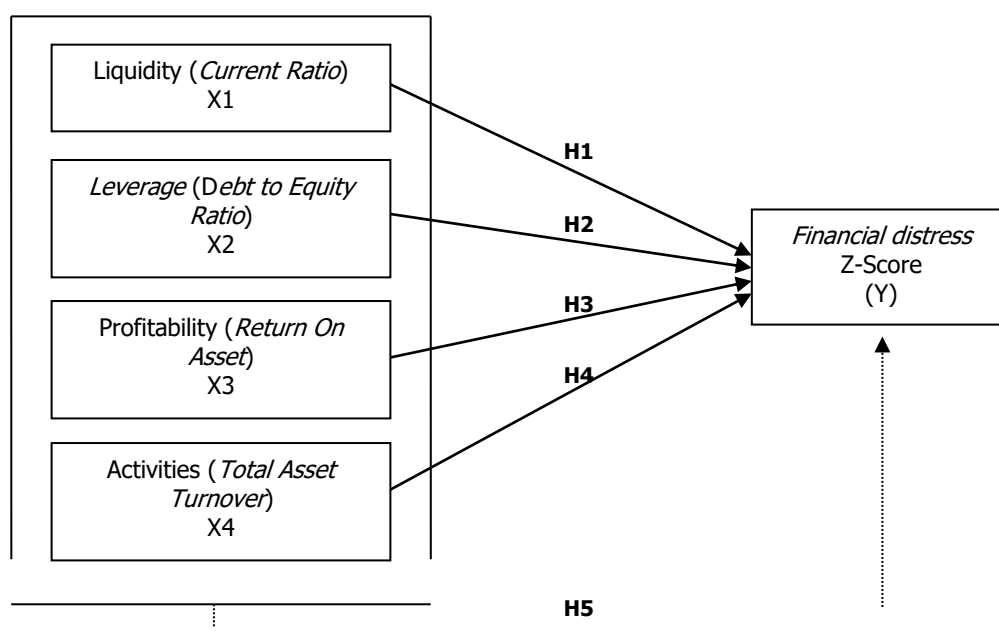 Liquidity (Current Ratio)
X1
H1
Leverage (Debt to Equity
Ratio)
X2
H2
Financial distress
Z-Score
(Y)
Profitability (Return On
Asset)
X3
H3
H4
Activities (Total Asset
Turnover)
X4
H5